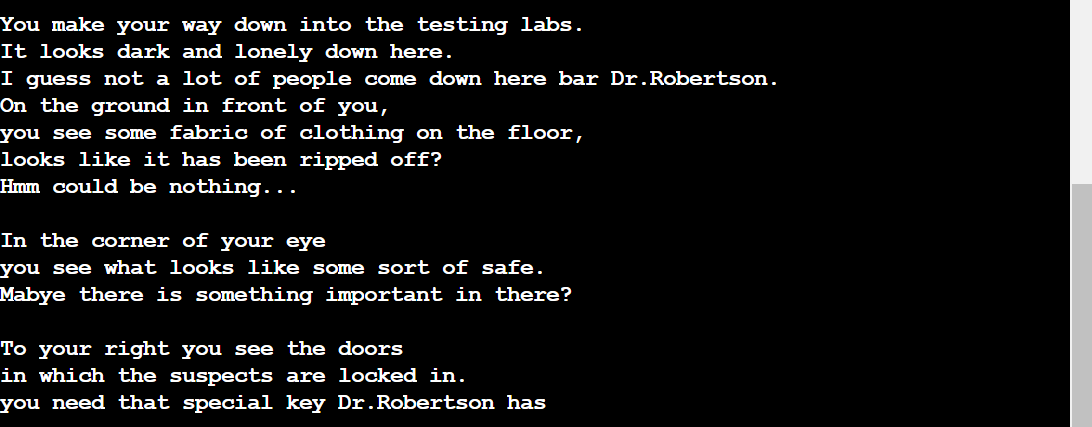 You make your way down into the testing labs.
It looks dark and lonely down here.
I guess not a lot of people come down here bar Dr.Robertson.
On the ground in front of you,
you see some fabric of clothing on the floor,
looks like it has been ripped off?
Hmm could be nothing...
In the corner of your eye
you see what looks like some sort of safe.
Mabye there is something important in there?
To your right you see the doors
in which the suspects are locked in.
you need that special key Dr.Robertson has